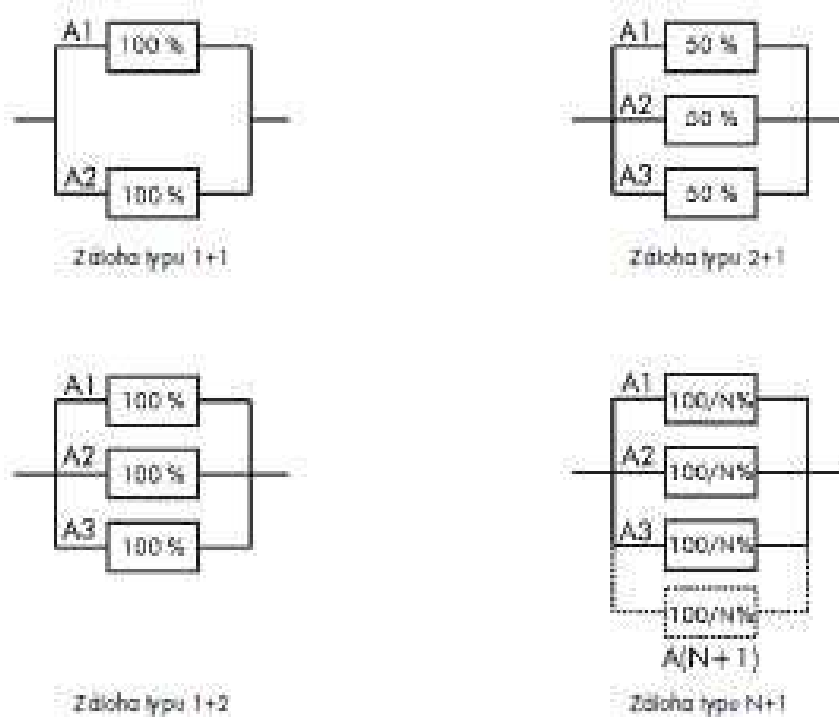 A1
100 %
A2
100 %
Záloha typu 1+1
A1
50 %
A2
50 %
A3
50 %
Záloha typu 2+1
A1
100 %
A2
100 %
A3
100 %
Záloha typu 1+2
A1
100/N%
A2
100/N%
A3
100/N%
100/N%
A(N+1)
Záloha typu N+1